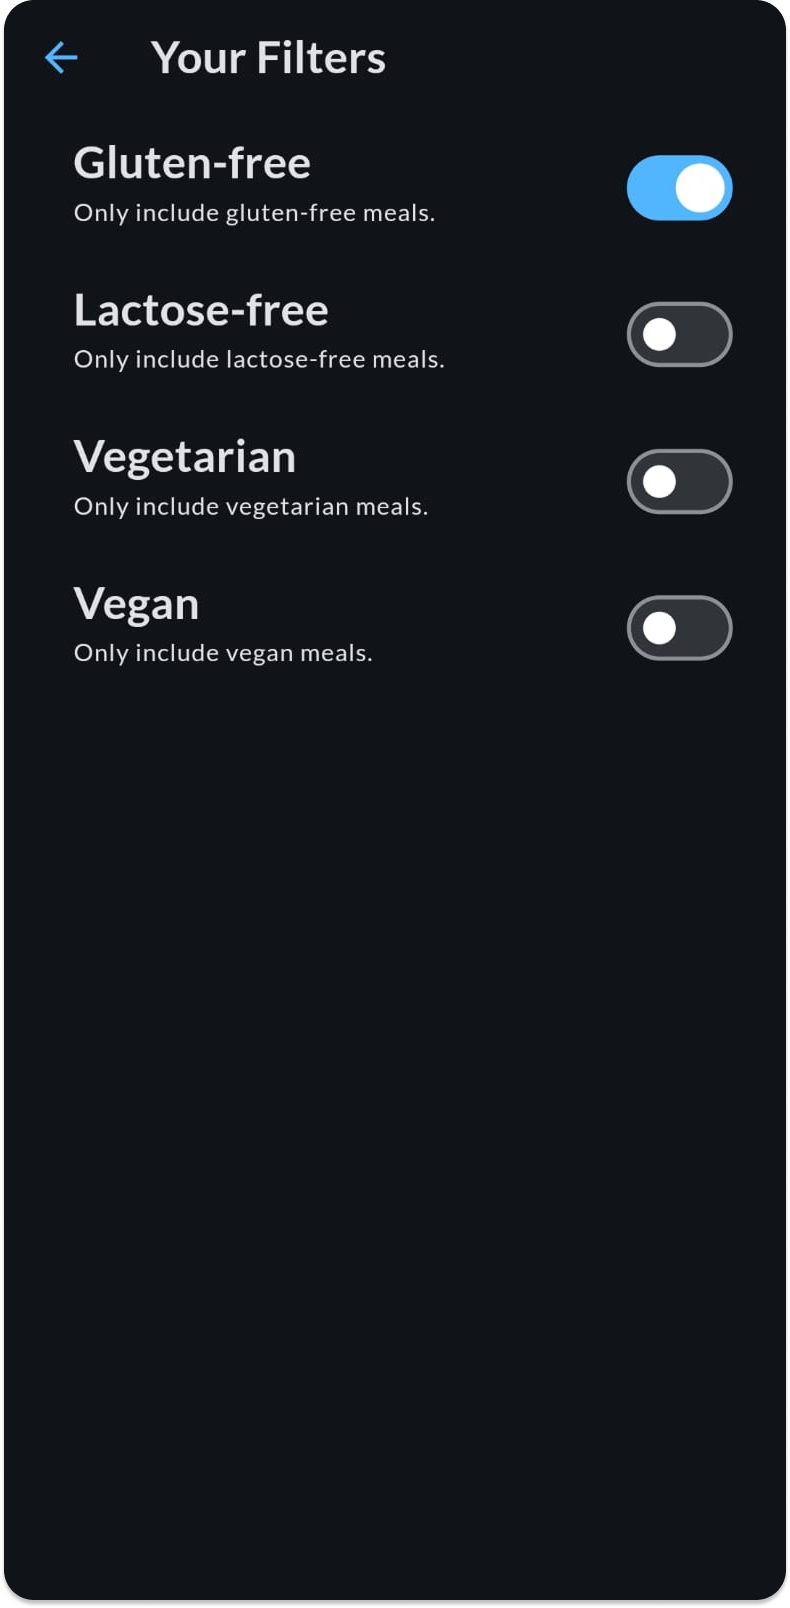 Your Filters
Gluten-free
Only include gluten-free meals.
Lactose-free
Only include lactose-free meals.
Vegetarian
Only include vegetarian meals.
Vegan
Only include vegan meals.